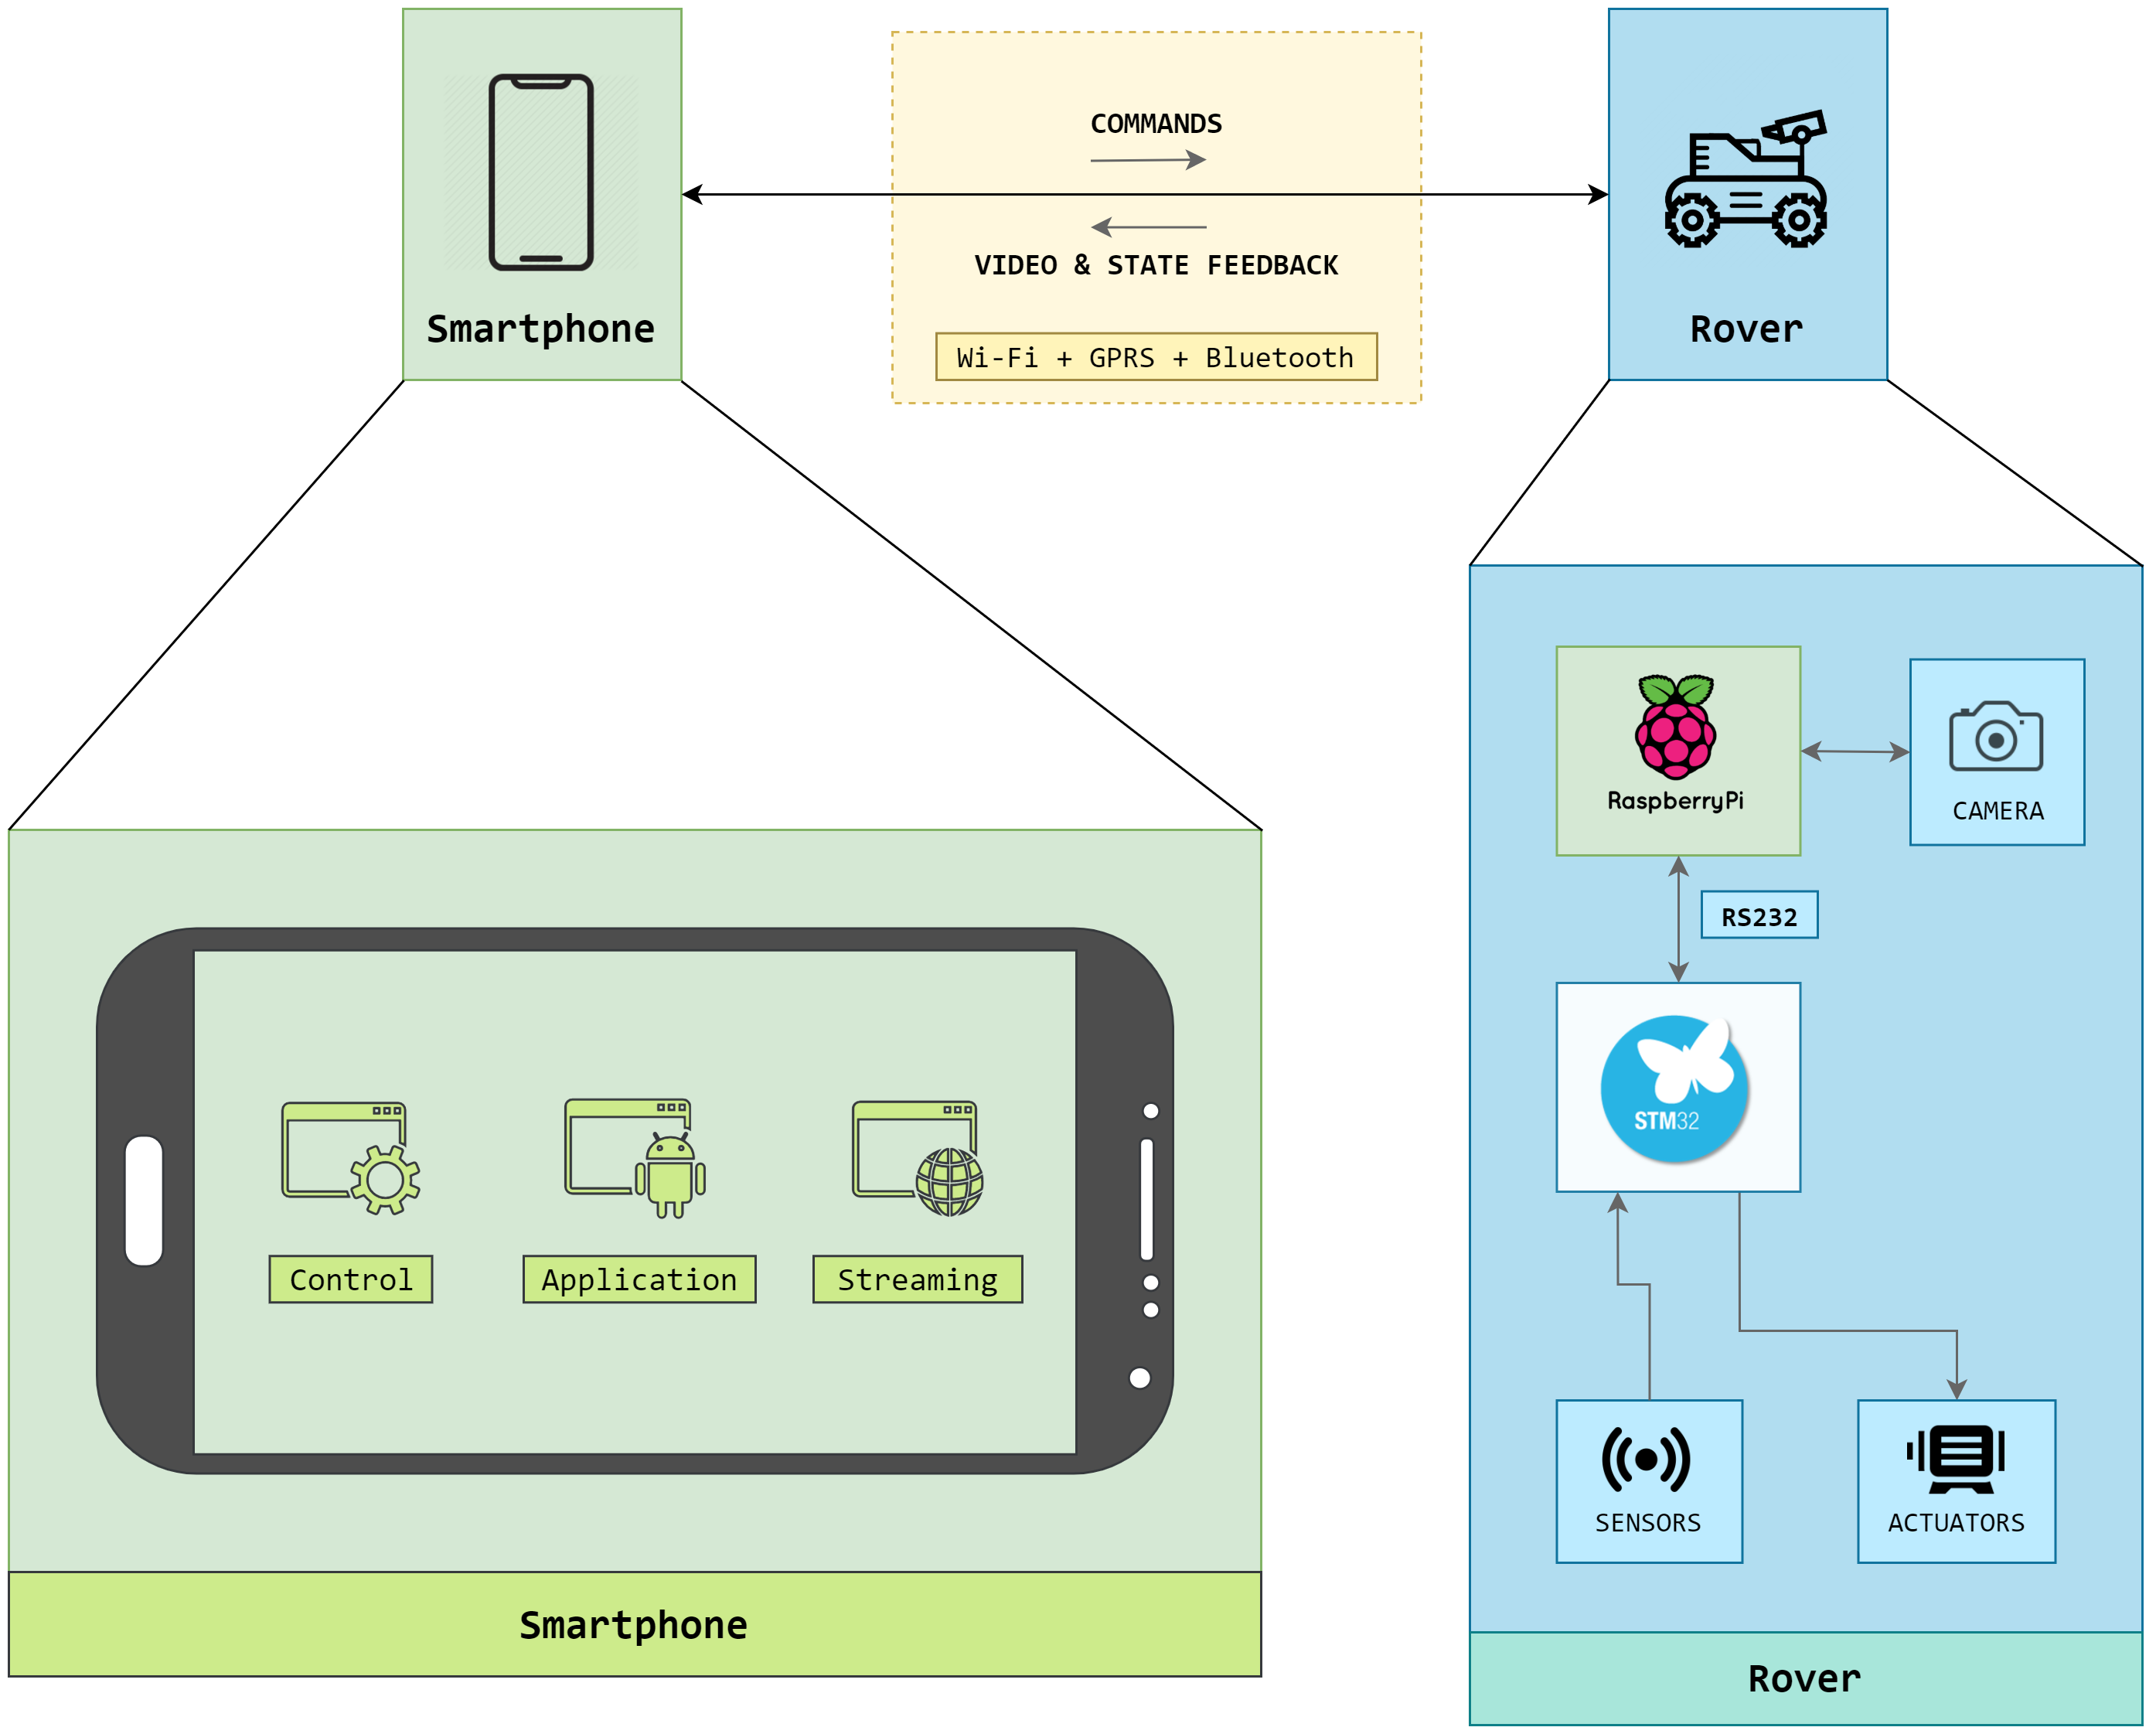 COMMANDS
VIDEO & STATE FEEDBACK
Wi-Fi + GPRS + Bluetooth
Smartphone
Rover
RaspberryPi
CAMERA
RS232
STM32
Control
Application
Streaming
SENSORS
ACTUATORS
Smartphone
Rover